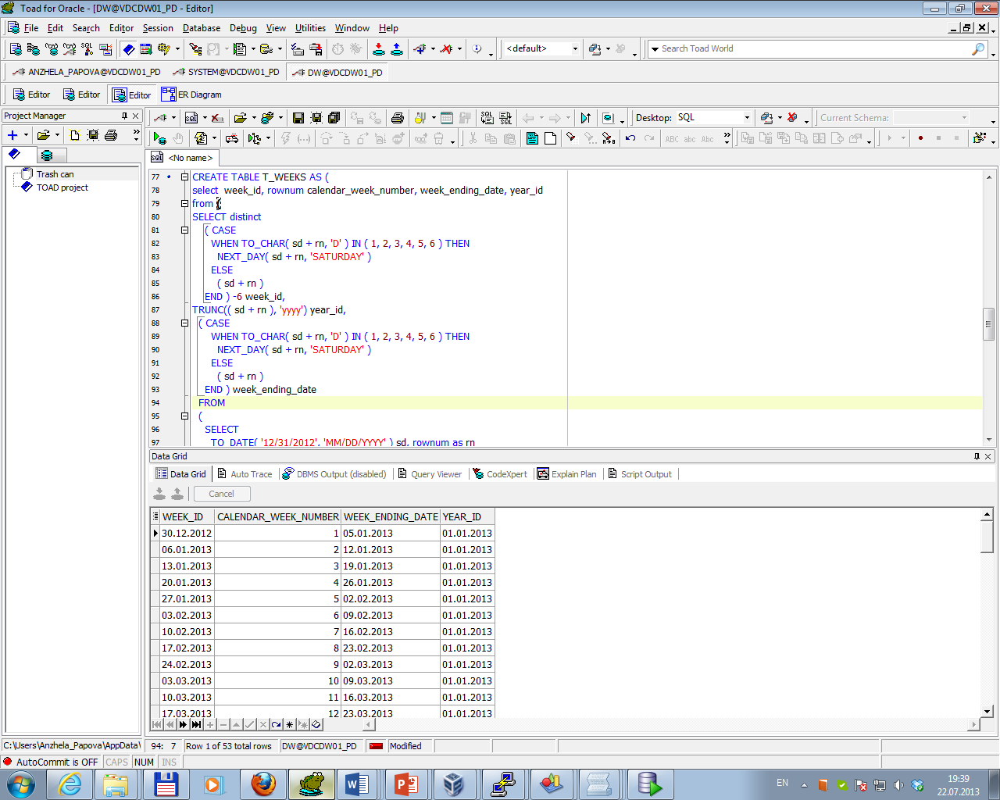 Toad for Oracle - [DW@VDCDW01_PD - Editor]
File Edit Search Editor Session Database Debug View Utilities Window Help
SQL <default> Search Toad World
ANZHELA_PAPOVA@VDCDW01_PD SYSTEM@VDCDW01_PD DW@VDCDW01_PD
Editor Editor Editor ER Diagram
Project Manager
Desktop: SQL Current Schema:
ABC abc Abc
<No name>
Trash can
TOAD project
77 CREATE TABLE T_WEEKS AS (
78 select week_id, rownum calendar_week_number, week_ending_date, year_id
79 from (
80 SELECT distinct
81 ( CASE
82 WHEN TO_CHAR( sd + rn, 'D' ) IN ( 1, 2, 3, 4, 5, 6 ) THEN
83 NEXT_DAY( sd + rn, 'SATURDAY' )
84 ELSE
85 ( sd + rn )
86 END ) -6 week_id,
87 TRUNC(( sd + rn ), 'yyyy') year_id,
88 ( CASE
89 WHEN TO_CHAR( sd + rn, 'D' ) IN ( 1, 2, 3, 4, 5, 6 ) THEN
90 NEXT_DAY( sd + rn, 'SATURDAY' )
91 ELSE
92 ( sd + rn )
93 END ) week_ending_date
94 FROM
95 (
96 SELECT
97 TO_DATE( '12/31/2012', 'MM/DD/YYYY' ) sd, rownum as rn
Data Grid
Data Grid Auto Trace DBMS Output (disabled) Query Viewer CodeXpert Explain Plan Script Output
Cancel
WEEK_ID CALENDAR_WEEK_NUMBER WEEK_ENDING_DATE YEAR_ID
30.12.2012 1 05.01.2013 01.01.2013
06.01.2013 2 12.01.2013 01.01.2013
13.01.2013 3 19.01.2013 01.01.2013
20.01.2013 4 26.01.2013 01.01.2013
27.01.2013 5 02.02.2013 01.01.2013
03.02.2013 6 09.02.2013 01.01.2013
10.02.2013 7 16.02.2013 01.01.2013
17.02.2013 8 23.02.2013 01.01.2013
24.02.2013 9 02.03.2013 01.01.2013
03.03.2013 10 09.03.2013 01.01.2013
10.03.2013 11 16.03.2013 01.01.2013
17.03.2013 12 23.03.2013 01.01.2013
C:\Users\Anzhela_Papova\AppData\ 94: 7 Row 1 of 53 total rows DW@VDCDW01_PD Modified
AutoCommit is OFF CAPS NUM INS
EN 19:39
22.07.2013